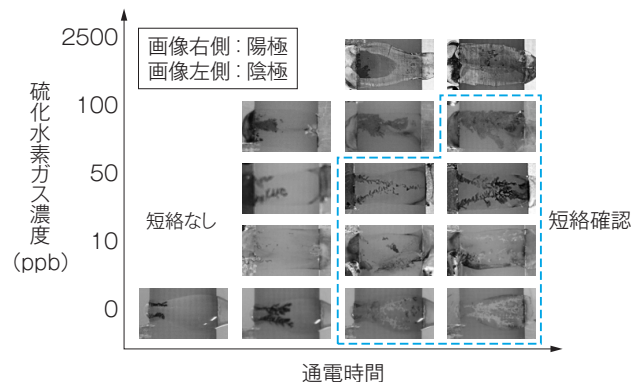 2500
画像右側：陽極
画像左側：陰極
100
50
10
0
硫化水素ガス濃度
（ppb）
短絡なし
短絡確認
通電時間